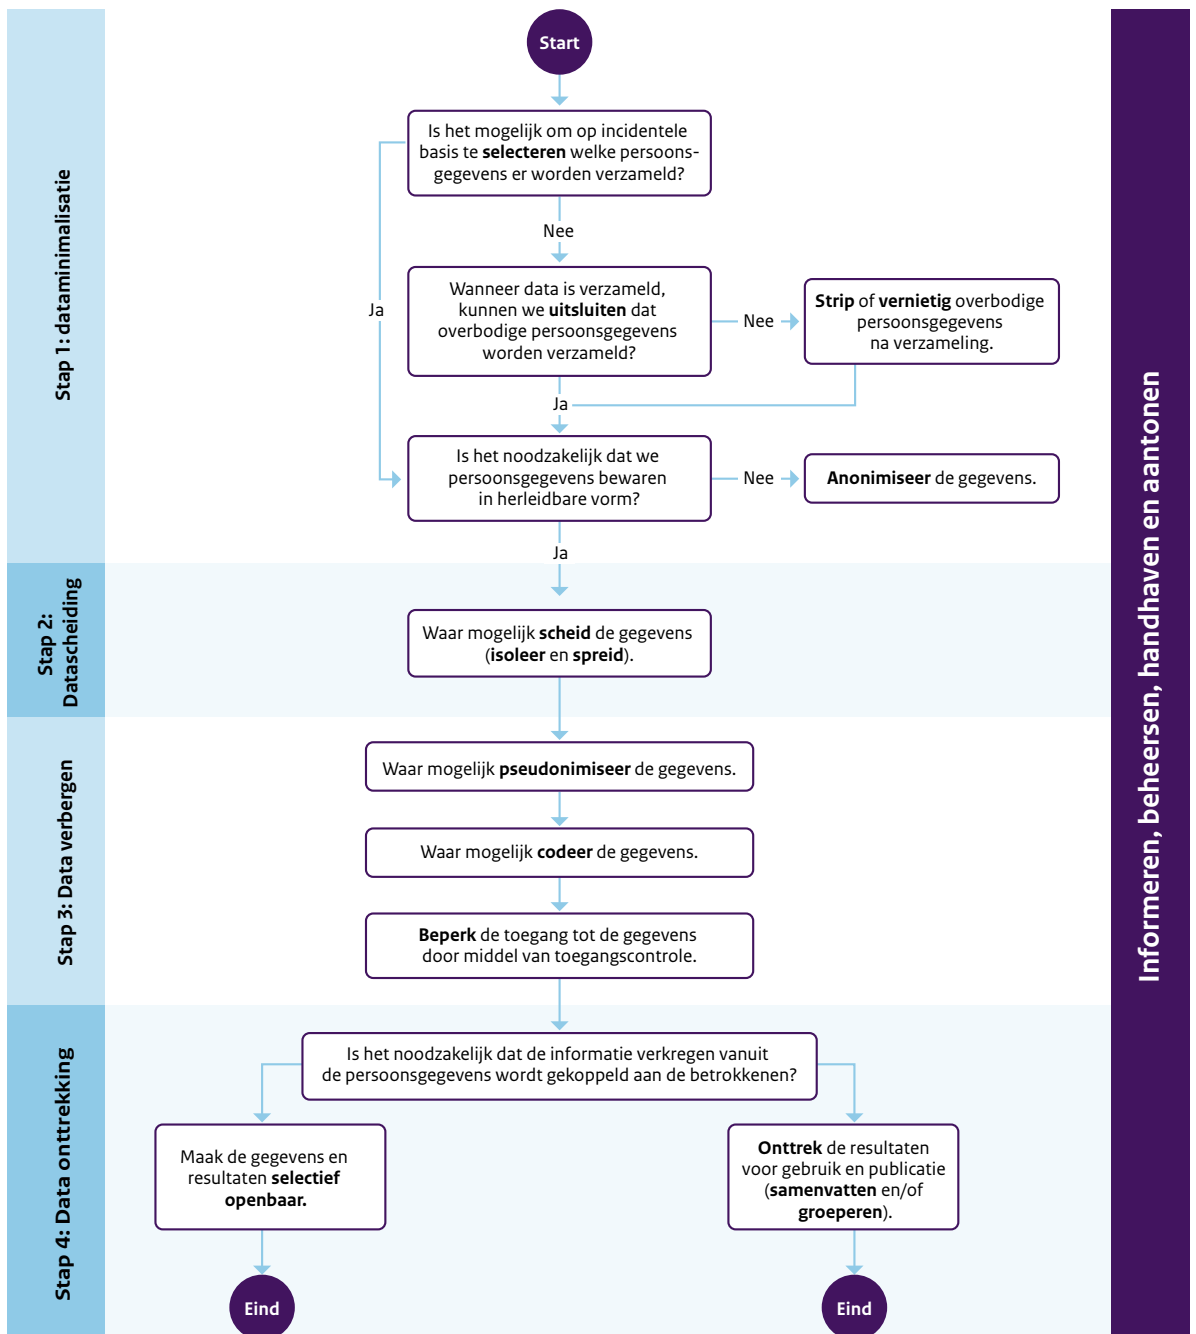 Start
Stap 1: dataminimalisatie
Is het mogelijk om op incidentele
basis te selecteren welke persoons-
gegevens er worden verzameld?
Nee
Ja
Wanneer data is verzameld,
kunnen we uitsluiten dat
overbodige persoonsgegevens
worden verzameld?
Nee
Strip of vernietig overbodige
persoonsgegevens
na verzameling.
Ja
Is het noodzakelijk dat we
persoonsgegevens bewaren
in herleidbare vorm?
Nee
Anonimiseer de gegevens.
Ja
Stap 2:
Datascheiding
Waar mogelijk scheid de gegevens
(isoleer en spreid).
Stap 3: Data verbergen
Waar mogelijk pseudonimiseer de gegevens.
Waar mogelijk codeer de gegevens.
Beperk de toegang tot de gegevens
door middel van toegangscontrole.
Stap 4: Data onttrekking
Is het noodzakelijk dat de informatie verkregen vanuit
de persoonsgegevens wordt gekoppeld aan de betrokkenen?
Maak de gegevens en
resultaten selectief
openbaar.
Onttrek de resultaten
voor gebruik en publicatie
(samenvatten en/of
groeperen).
Eind
Eind
Informeren, beheersen, handhaven en aantonen